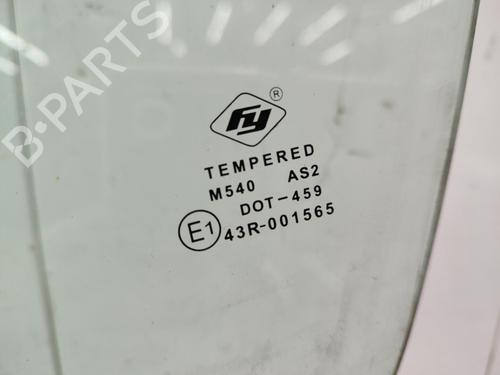 B-PARTS
fy ®
TEMPERED
M540 AS2
DOT-459
E1 43R-001565